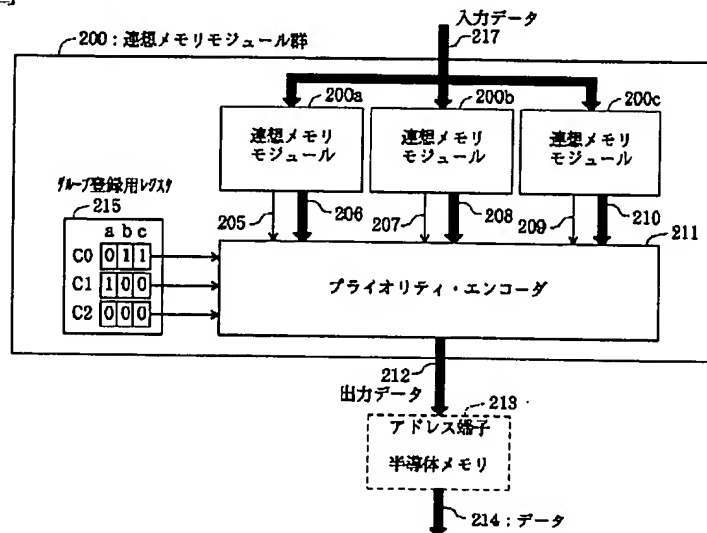 入力データ
217
200:連想メモリモジュール群
200a
200b
200c
連想メモリ
モジュール
連想メモリ
モジュール
連想メモリ
モジュール
グループ登録用レクスタ
215
205
206
207
208
209
210
211
a b c
C0 0 1 1
C1 1 0 0
C2 0 0 0
プライオリティ・エンコーダ
212
出力データ
213
アドレス端子
半導体メモリ
214:データ